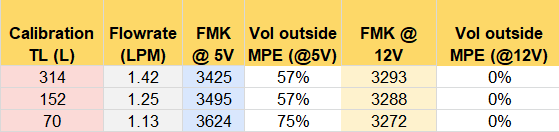 Calibration TL (L) Flowrate (LPM) FMK @ 5V Vol outside MPE (@5V) FMK @ 12V Vol outside MPE (@12V)
314 1.42 3425 57% 3293 0%
152 1.25 3495 57% 3288 0%
70 1.13 3624 75% 3272 0%